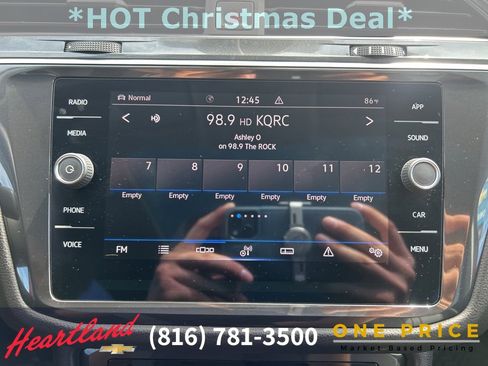 *HOT Christmas Deal*
Normal 12:45 86°F
RADIO
APP
98.9 HD KQRC
MEDIA
SOUND
Ashley O
on 98.9 The ROCK
7 8 9 10 11 12
Empty Empty Empty Empty Empty Empty
PHONE
CAR
VOICE
FM
MENU
Heartland
(816) 781-3500
ONE PRICE
Market Based Pricing